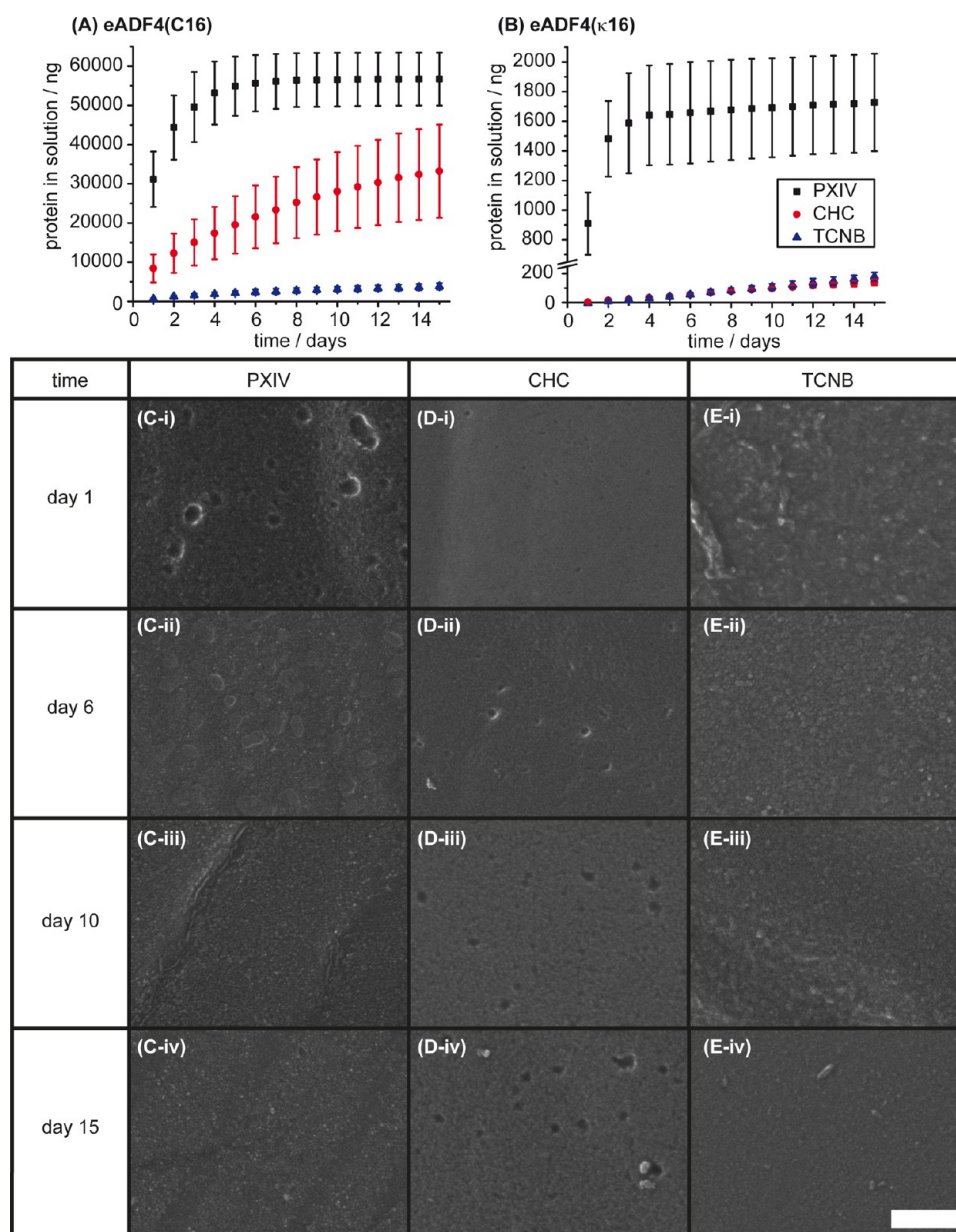 (A) eADF4(C16)
protein in solution / ng
60000
50000
40000
30000
20000
10000
0
0 2 4 6 8 10 12 14
time / days
(B) eADF4(κ16)
protein in solution / ng
2000
1800
1600
1400
1200
1000
800
200
0
0 2 4 6 8 10 12 14
time / days
PXIV
CHC
TCNB
time PXIV CHC TCNB
day 1 (C-i) (D-i) (E-i)
day 6 (C-ii) (D-ii) (E-ii)
day 10 (C-iii) (D-iii) (E-iii)
day 15 (C-iv) (D-iv) (E-iv)